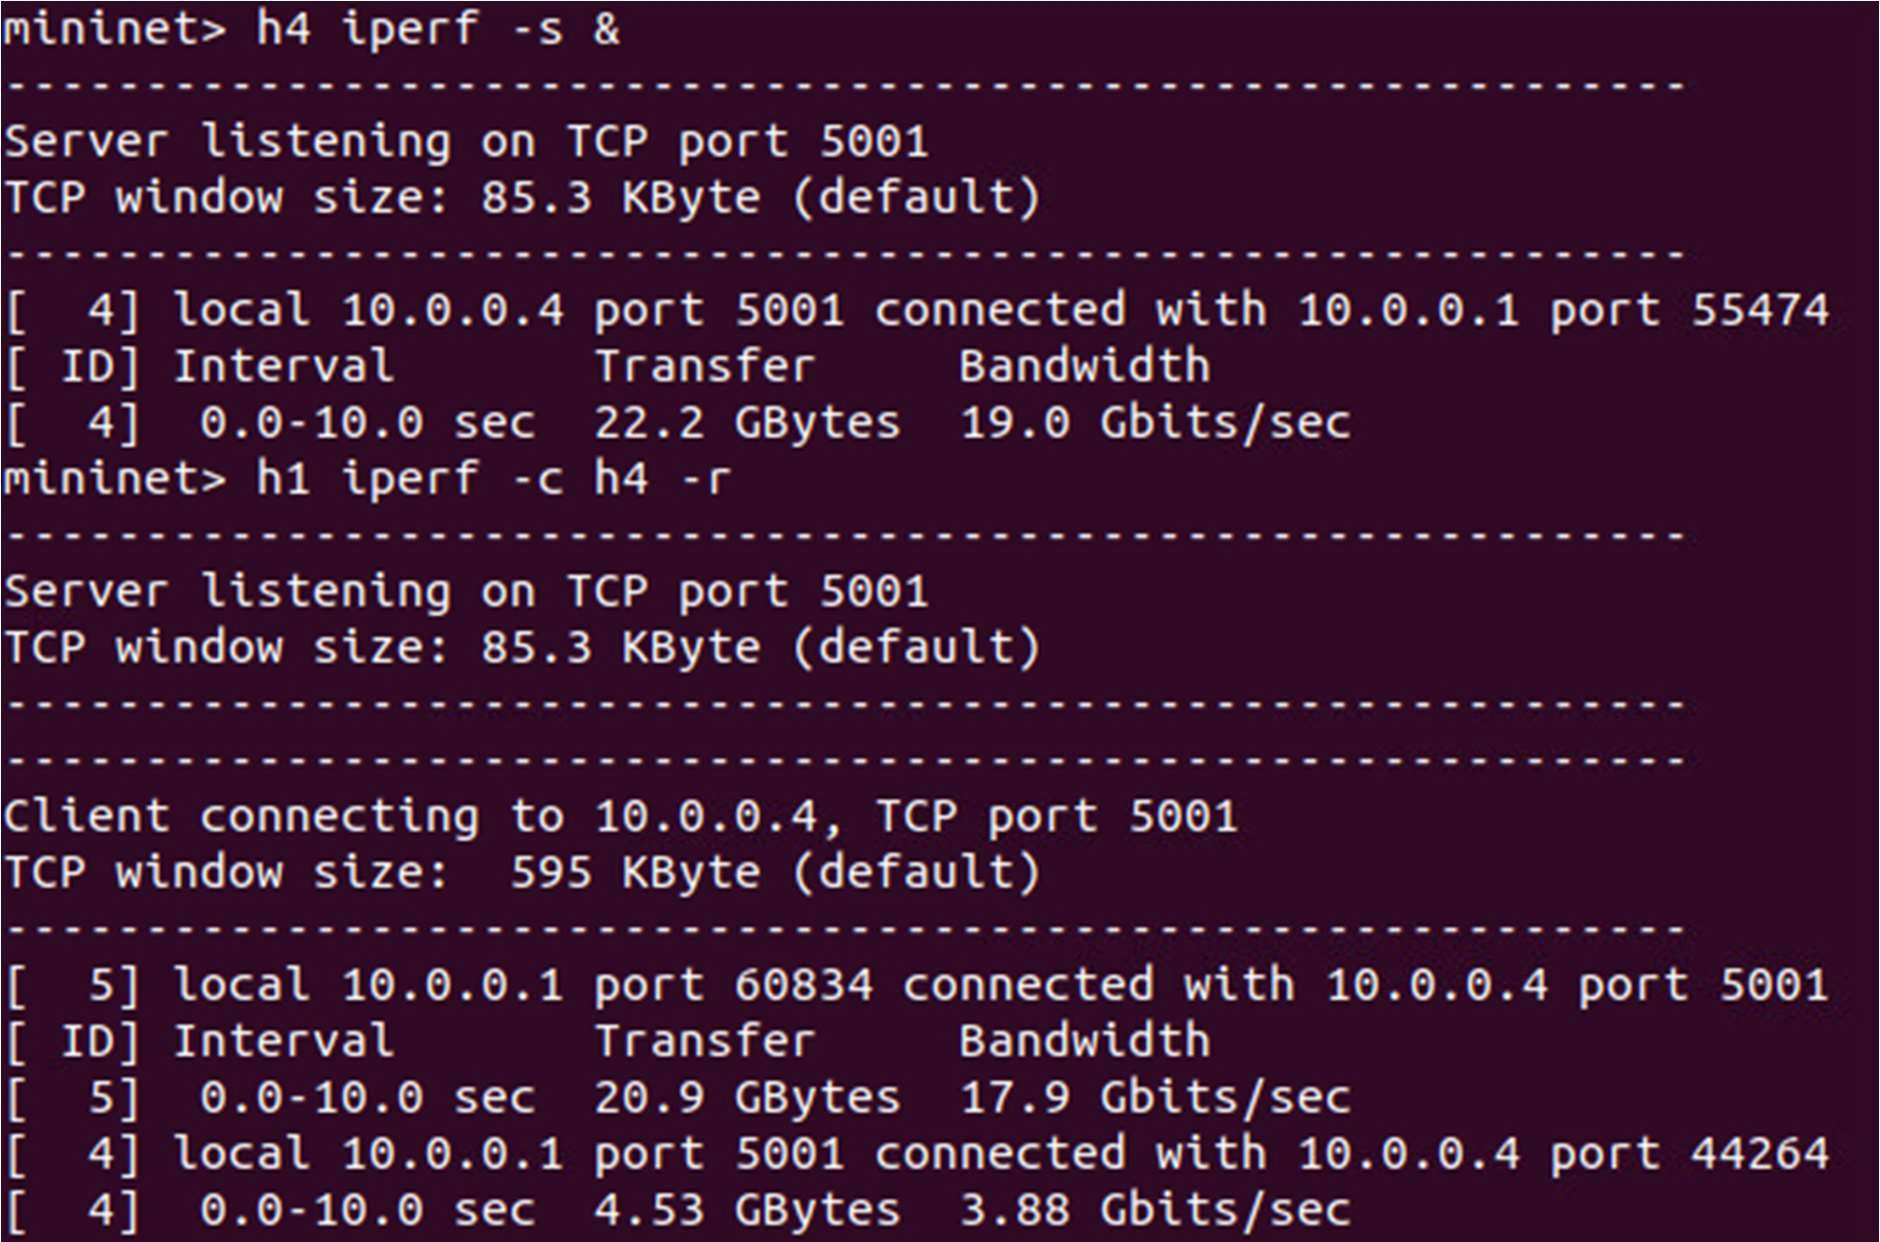 mininet> h4 iperf -s &
------------------------------------------------------------
Server listening on TCP port 5001
TCP window size: 85.3 KByte (default)
------------------------------------------------------------
[  4] local 10.0.0.4 port 5001 connected with 10.0.0.1 port 55474
[ ID] Interval       Transfer     Bandwidth
[  4]  0.0-10.0 sec  22.2 GBytes  19.0 Gbits/sec
mininet> h1 iperf -c h4 -r
------------------------------------------------------------
Server listening on TCP port 5001
TCP window size: 85.3 KByte (default)
------------------------------------------------------------
------------------------------------------------------------
Client connecting to 10.0.0.4, TCP port 5001
TCP window size:  595 KByte (default)
------------------------------------------------------------
[  5] local 10.0.0.1 port 60834 connected with 10.0.0.4 port 5001
[ ID] Interval       Transfer     Bandwidth
[  5]  0.0-10.0 sec  20.9 GBytes  17.9 Gbits/sec
[  4] local 10.0.0.1 port 5001 connected with 10.0.0.4 port 44264
[  4]  0.0-10.0 sec  4.53 GBytes  3.88 Gbits/sec